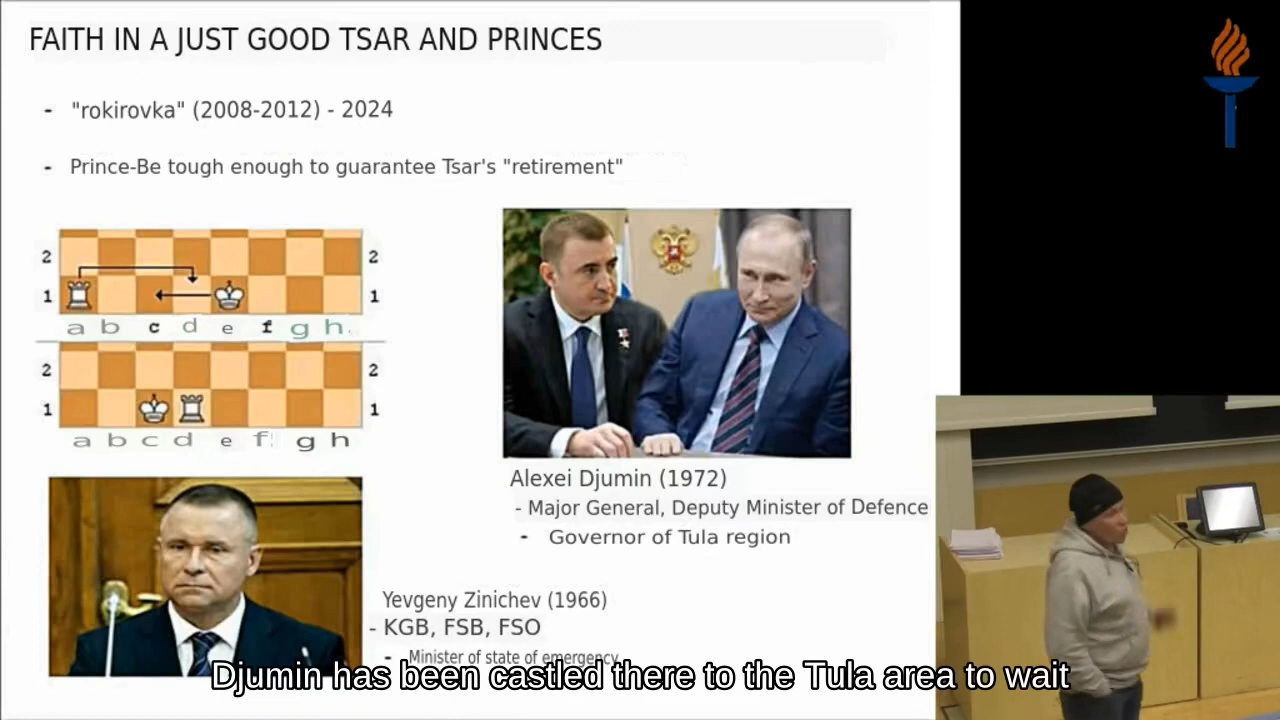 FAITH IN A JUST GOOD TSAR AND PRINCES
- "rokirovka" (2008-2012) - 2024
- Prince-Be tough enough to guarantee Tsar's "retirement"
2 2
1 1
a b c d e f g h
2 2
1 1
a b c d e f g h
Alexei Djumin (1972)
- Major General, Deputy Minister of Defence
- Governor of Tula region
Yevgeny Zinichev (1966)
- KGB, FSB, FSO
- Minister of state of emergency
Djumin has been castled there to the Tula area to wait